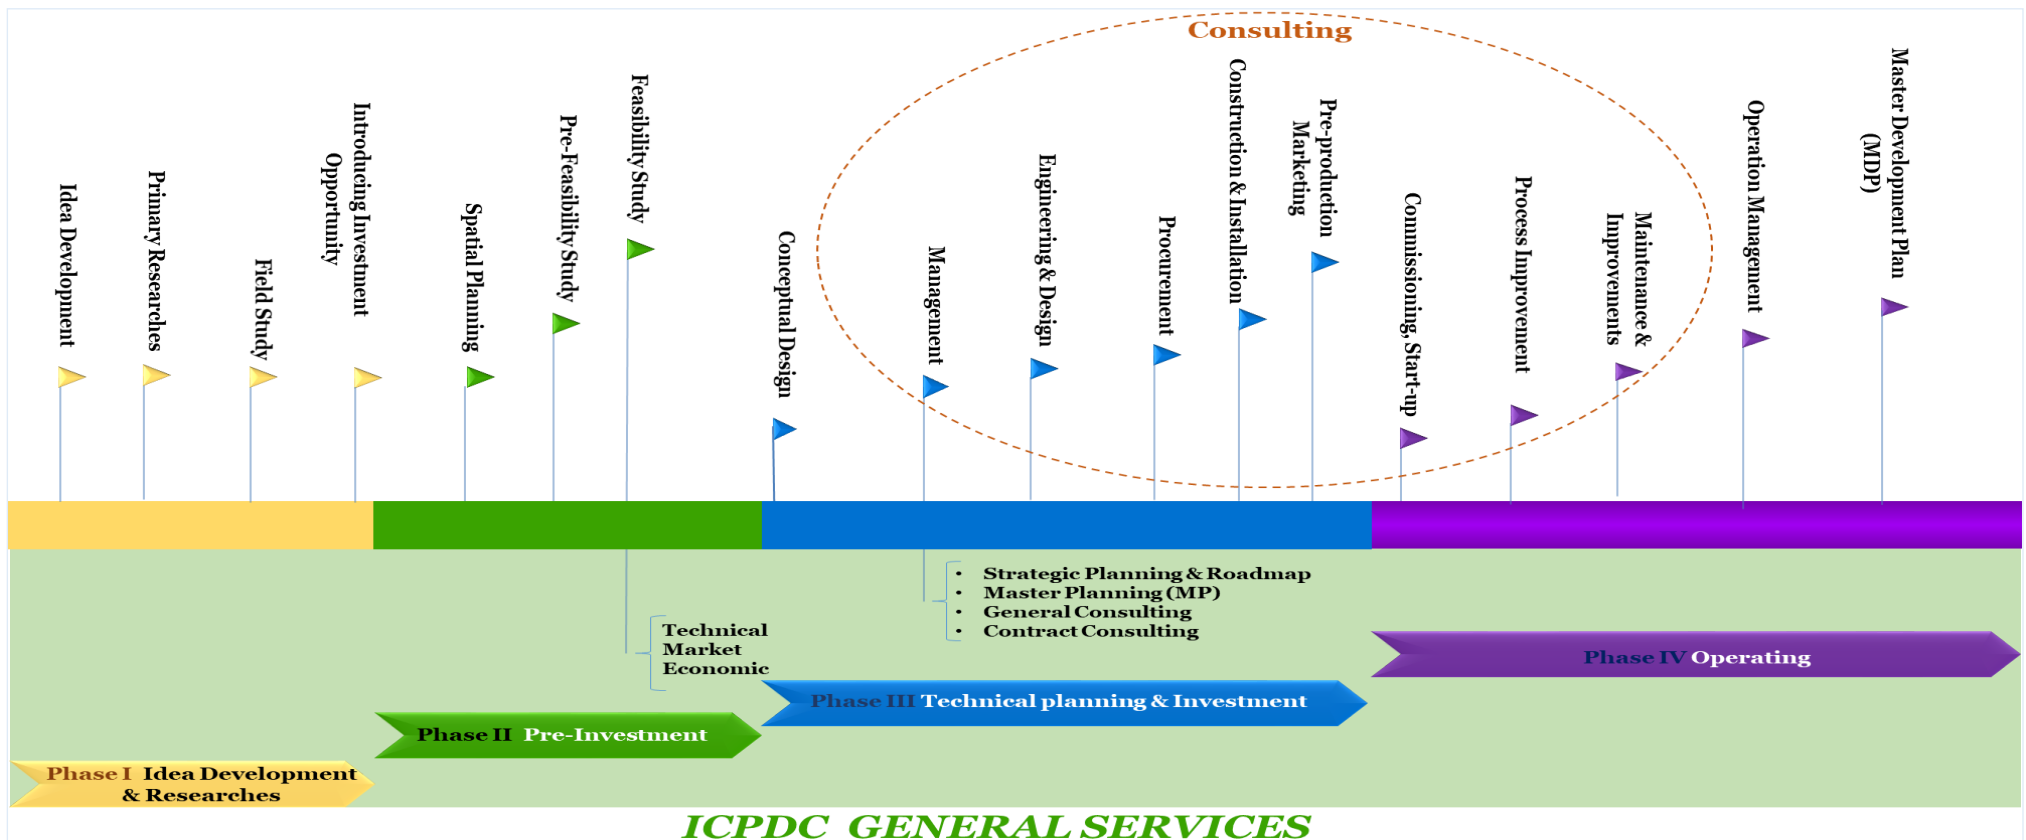 Consulting
Idea Development
Primary Researches
Field Study
Introducing Investment
Opportunity
Spatial Planning
Pre-Feasibility Study
Feasibility Study
Conceptual Design
Management
Engineering & Design
Procurement
Construction & Installation
Pre-production
Marketing
Commissioning, Start-up
Process Improvement
Maintenance &
Improvements
Operation Management
Master Development Plan
(MDP)
Technical
Market
Economic
• Strategic Planning & Roadmap
• Master Planning (MP)
• General Consulting
• Contract Consulting
Phase I Idea Development
& Researches
Phase II Pre-Investment
Phase III Technical planning & Investment
Phase IV Operating
ICPDC GENERAL SERVICES